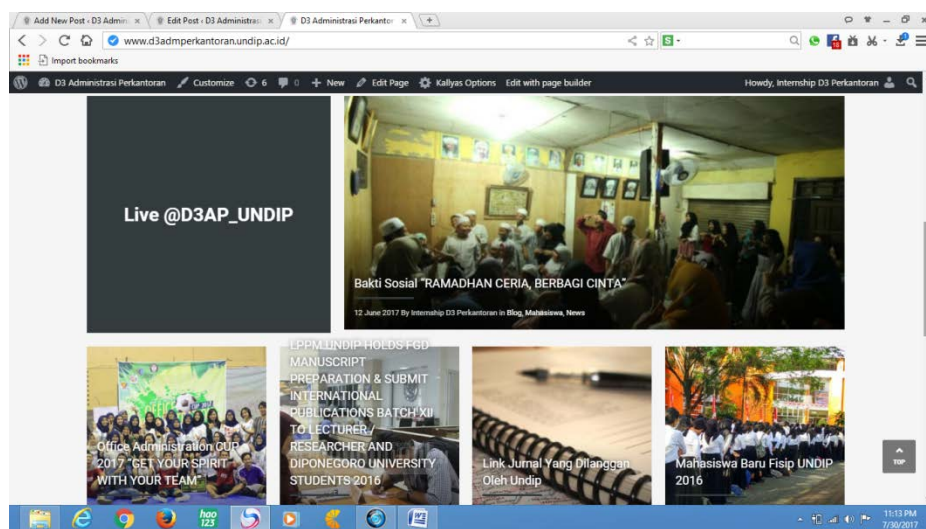 Add New Post ‹ D3 Admini
Edit Post ‹ D3 Administrasi
D3 Administrasi Perkantor
www.d3admperkantoran.undip.ac.id/
Import bookmarks
D3 Administrasi Perkantoran Customize 6 0 New Edit Page Kallyas Options Edit with page builder Howdy, Internship D3 Perkantoran
Live @D3AP_UNDIP
Bakti Sosial "RAMADHAN CERIA, BERBAGI CINTA"
12 June 2017 By Internship D3 Perkantoran in Blog, Mahasiswa, News
Office Administration CUP
2017 "GET YOUR SPIRIT
WITH YOUR TEAM"
LPPM UNDIP HOLDS FGD
MANUSCRIPT
PREPARATION & SUBMIT
INTERNATIONAL
PUBLICATIONS BATCH XII
TO LECTURER /
RESEARCHER AND
DIPONEGORO UNIVERSITY
STUDENTS 2016
Link Jurnal Yang Dilanggan
Oleh Undip
Mahasiswa Baru Fisip UNDIP
2016
TOP
hao
123
11:13 PM
7/30/2017